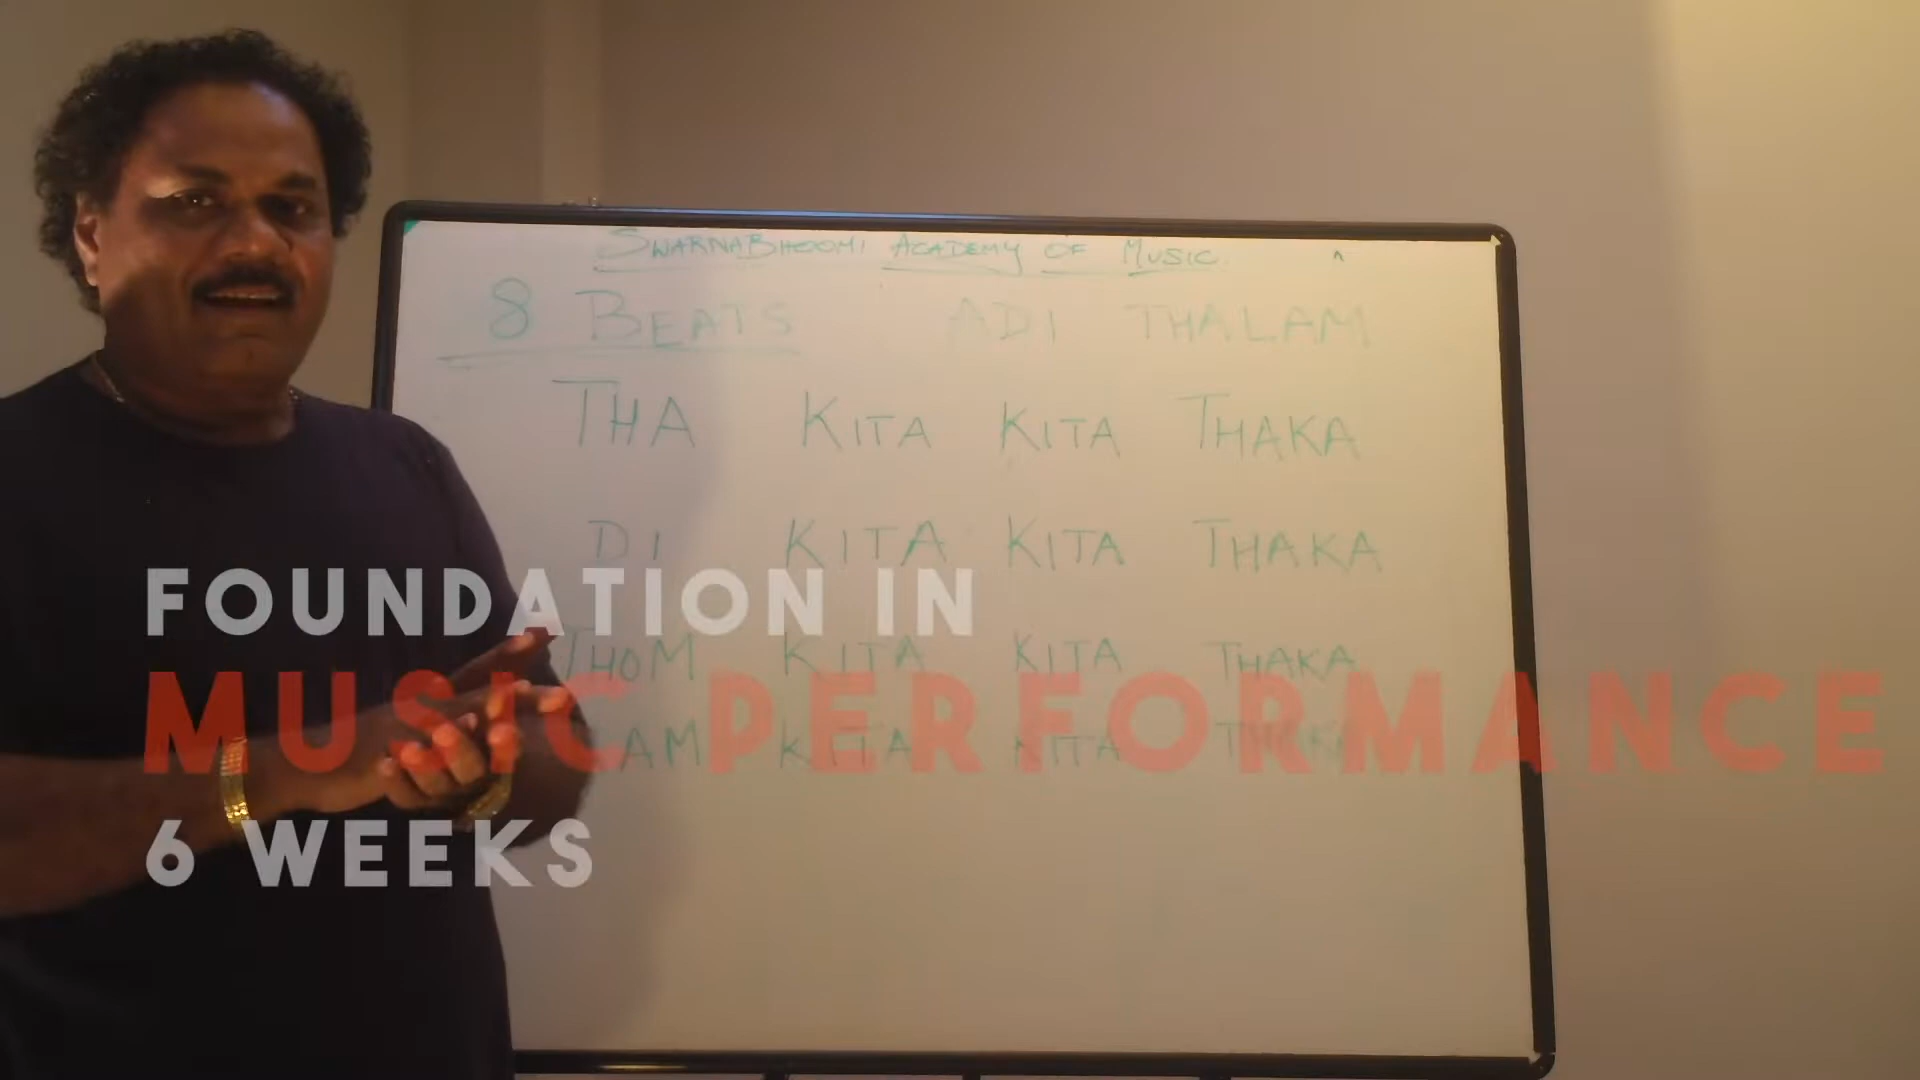 SWARNABHOOMI ACADEMY OF MUSIC
8 BEATS ADI THALAM
THA KITA KITA THAKA
DI KITA KITA THAKA
FOUNDATION IN
THOM KITA KITA THAKA
MUSIC PERFORMANCE
KITA KITA THAKA
6 WEEKS